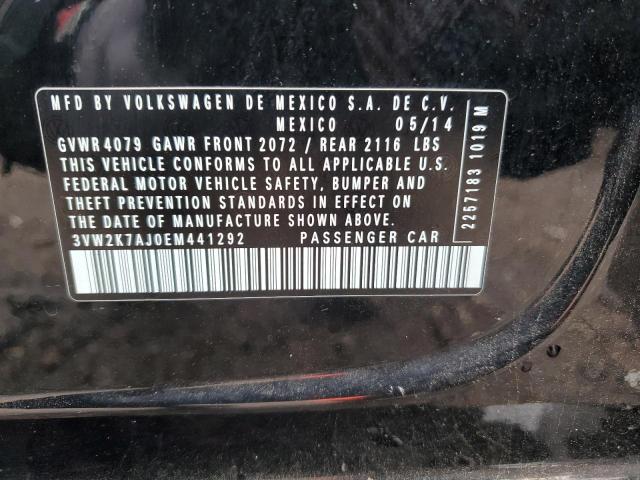 MFD BY VOLKSWAGEN DE MEXICO S.A. DE C.V.
MEXICO 05/14
GVWR 4079 GAWR FRONT 2072 / REAR 2116 LBS
THIS VEHICLE CONFORMS TO ALL APPLICABLE U.S.
FEDERAL MOTOR VEHICLE SAFETY, BUMPER AND
THEFT PREVENTION STANDARDS IN EFFECT ON
THE DATE OF MANUFACTURE SHOWN ABOVE.
3VW2K7AJ0EM441292 PASSENGER CAR
2257183 1019 M